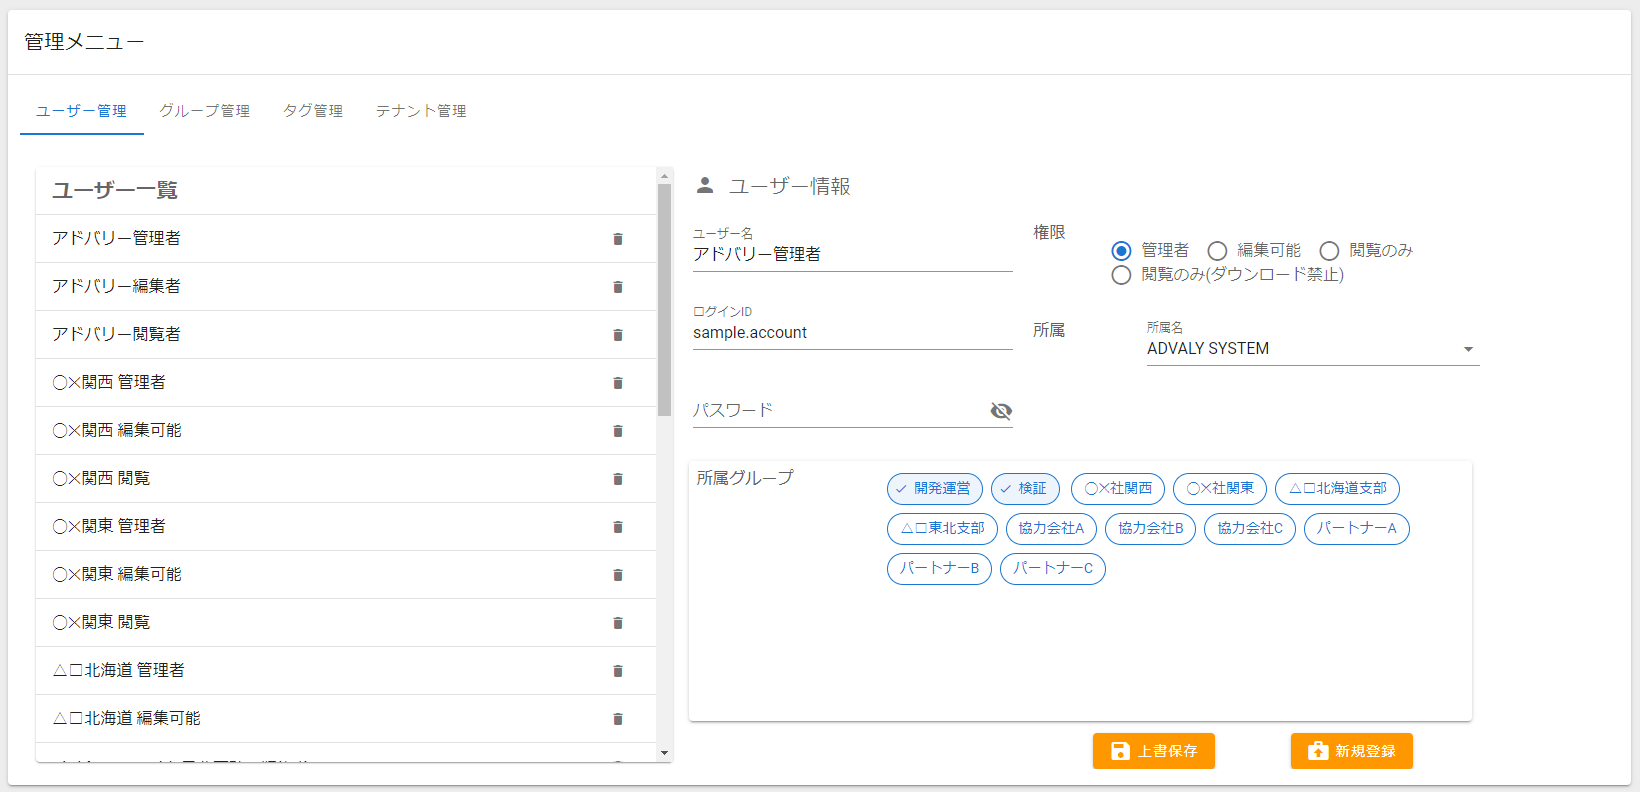 管理メニュー
ユーザー管理 グループ管理 タグ管理 テナント管理
ユーザー一覧
アドバリー管理者
アドバリー編集者
アドバリー閲覧者
〇×関西 管理者
〇×関西 編集可能
〇×関西 閲覧
〇×関東 管理者
〇×関東 編集可能
〇×関東 閲覧
△□北海道 管理者
△□北海道 編集可能
ユーザー情報
ユーザー名
アドバリー管理者
権限
管理者 編集可能 閲覧のみ
閲覧のみ(ダウンロード禁止)
ログインID
sample.account
所属
所属名
ADVALY SYSTEM
パスワード
所属グループ
開発運営 検証 〇×社関西 〇×社関東 △□北海道支部
△□東北支部 協力会社A 協力会社B 協力会社C パートナーA
パートナーB パートナーC
上書保存 新規登録